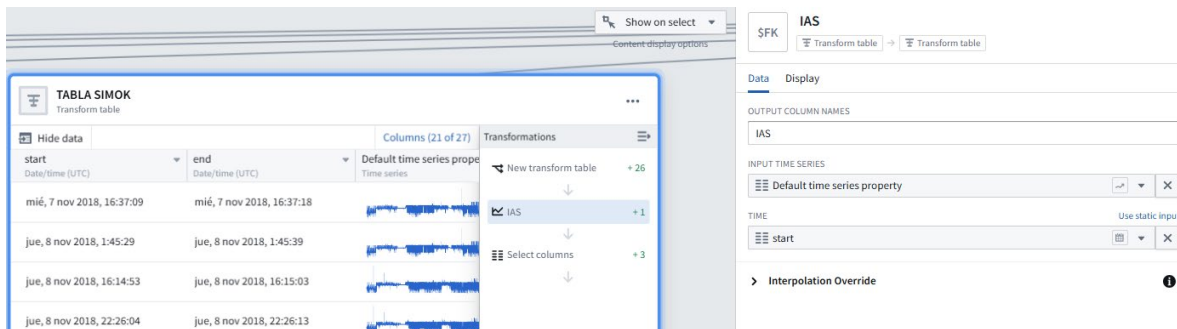 Show on select
Content display options
TABLA SIMOK
Transform table
Hide data
Columns (21 of 27)
start
Date/time (UTC)
end
Date/time (UTC)
Default time series prope
Time series
mié, 7 nov 2018, 16:37:09
mié, 7 nov 2018, 16:37:18
jue, 8 nov 2018, 1:45:29
jue, 8 nov 2018, 1:45:39
jue, 8 nov 2018, 16:14:53
jue, 8 nov 2018, 16:15:03
jue, 8 nov 2018, 22:26:04
jue, 8 nov 2018, 22:26:13
Transformations
New transform table +26
IAS +1
Select columns +3
$FK
IAS
Transform table → Transform table
Data Display
OUTPUT COLUMN NAMES
IAS
INPUT TIME SERIES
Default time series property
TIME
Use static input
start
Interpolation Override